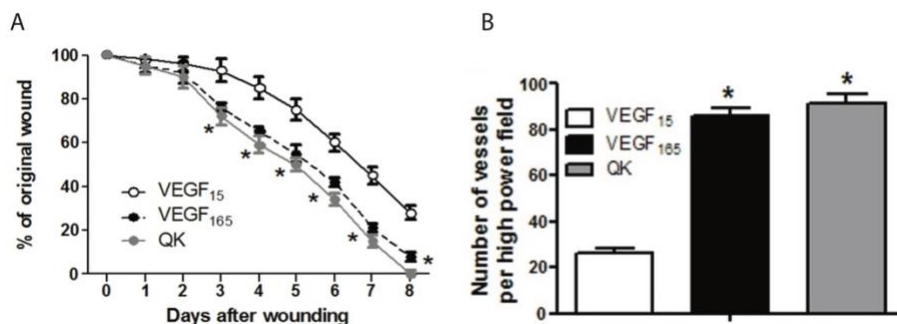 A
% of original wound
100
80
60
40
20
0
VEGF₁₅
VEGF₁₆₅
QK
*
*
*
*
*
*
0 1 2 3 4 5 6 7 8
Days after wounding
B
Number of vessels
per high power field
100
80
60
40
20
0
VEGF₁₅
VEGF₁₆₅
QK
*
*